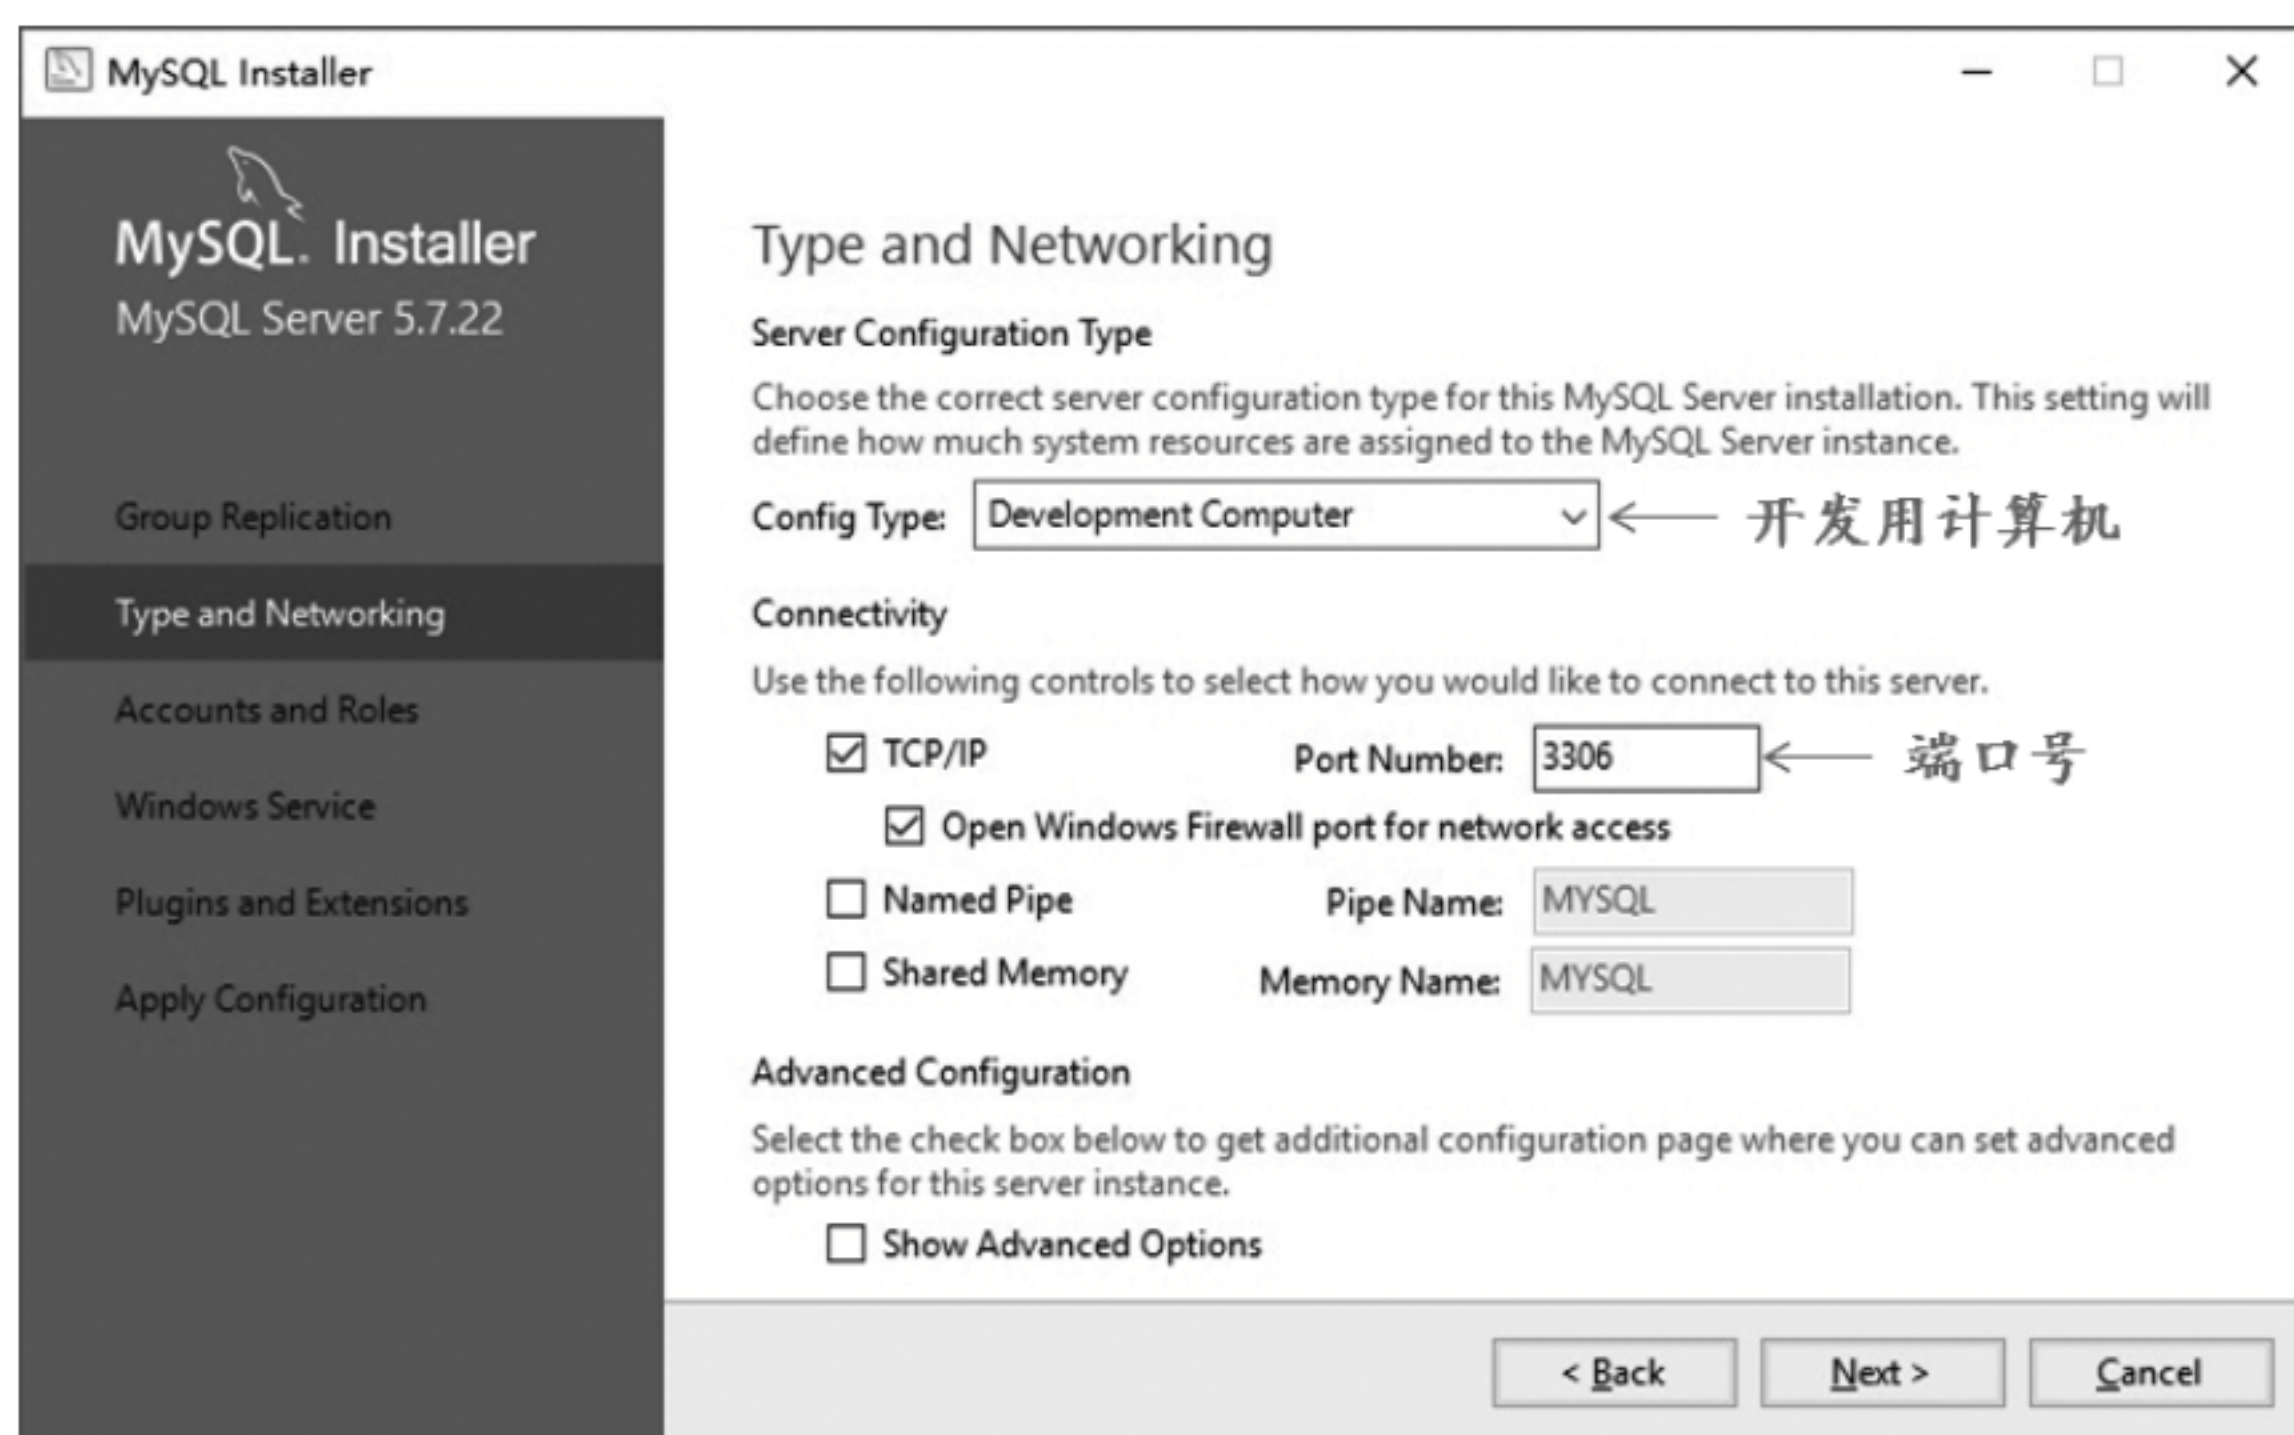 MySQL Installer
MySQL. Installer
MySQL Server 5.7.22
Group Replication
Type and Networking
Accounts and Roles
Windows Service
Plugins and Extensions
Apply Configuration
Type and Networking
Server Configuration Type
Choose the correct server configuration type for this MySQL Server installation. This setting will
define how much system resources are assigned to the MySQL Server instance.
Config Type: Development Computer 开发用计算机
Connectivity
Use the following controls to select how you would like to connect to this server.
TCP/IP Port Number: 3306 端口号
Open Windows Firewall port for network access
Named Pipe Pipe Name: MYSQL
Shared Memory Memory Name: MYSQL
Advanced Configuration
Select the check box below to get additional configuration page where you can set advanced
options for this server instance.
Show Advanced Options
< Back Next > Cancel